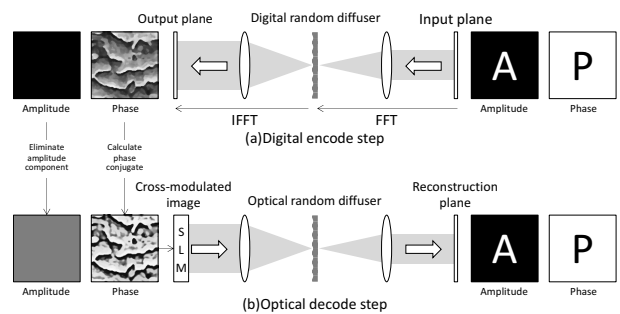 Output plane
Digital random diffuser
Input plane
A
P
Amplitude
Phase
Amplitude
Phase
IFFT
FFT
(a)Digital encode step
Eliminate
amplitude
component
Calculate
phase
conjugate
Cross-modulated
image
Optical random diffuser
Reconstruction
plane
S
L
M
A
P
Amplitude
Phase
Amplitude
Phase
(b)Optical decode step